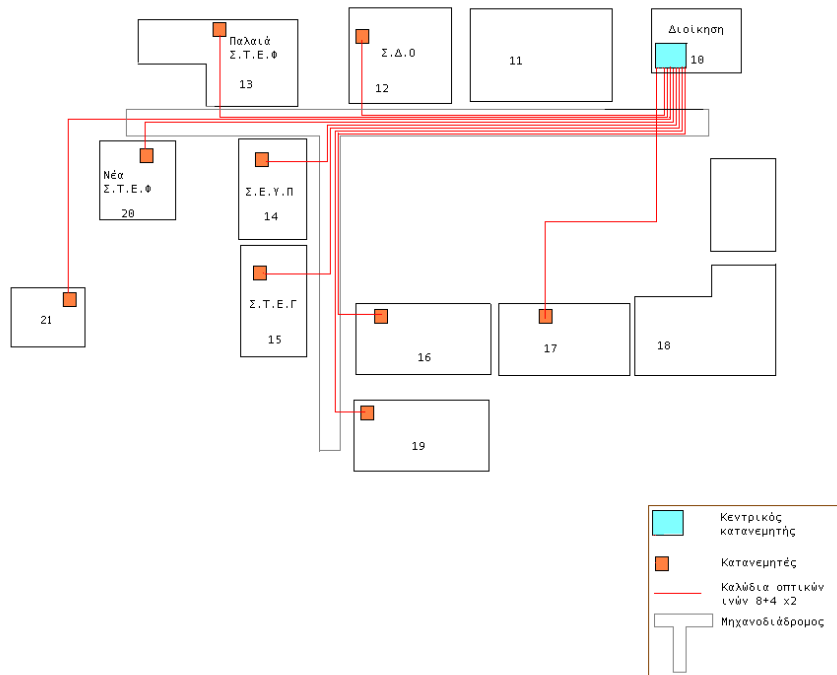 Παλαιά
Σ.Τ.Ε.Φ
13
Σ.Δ.Ο
12
11
Διοίκηση
10
Νέα
Σ.Τ.Ε.Φ
20
Σ.Ε.Υ.Π
14
Σ.Τ.Ε.Γ
15
21
16
17
18
19
Κεντρικός
κατανεμητής
Κατανεμητές
Καλώδια οπτικών
ινών 8+4 x2
Μηχανοδιάδρομος